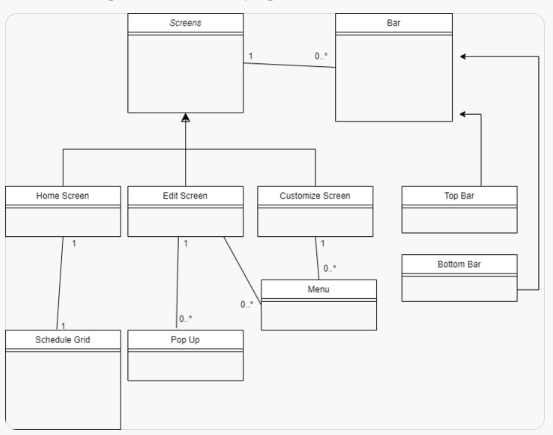 Screens
Bar
1
0..*
Home Screen
Edit Screen
Customize Screen
Top Bar
1
1
1
0..*
Bottom Bar
Menu
0..*
0..*
1
Schedule Grid
Pop Up